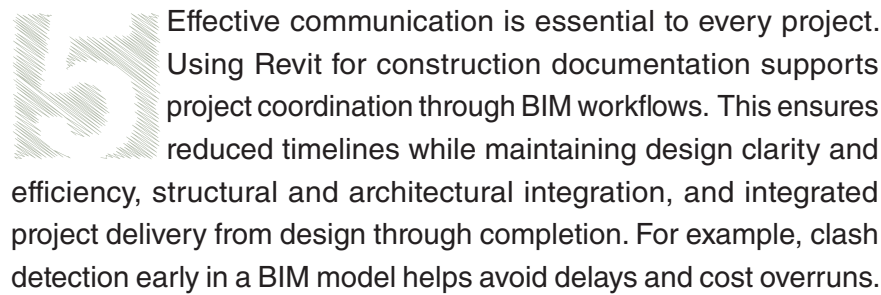 5
Effective communication is essential to every project.
Using Revit for construction documentation supports
project coordination through BIM workflows. This ensures
reduced timelines while maintaining design clarity and
efficiency, structural and architectural integration, and integrated
project delivery from design through completion. For example, clash
detection early in a BIM model helps avoid delays and cost overruns.